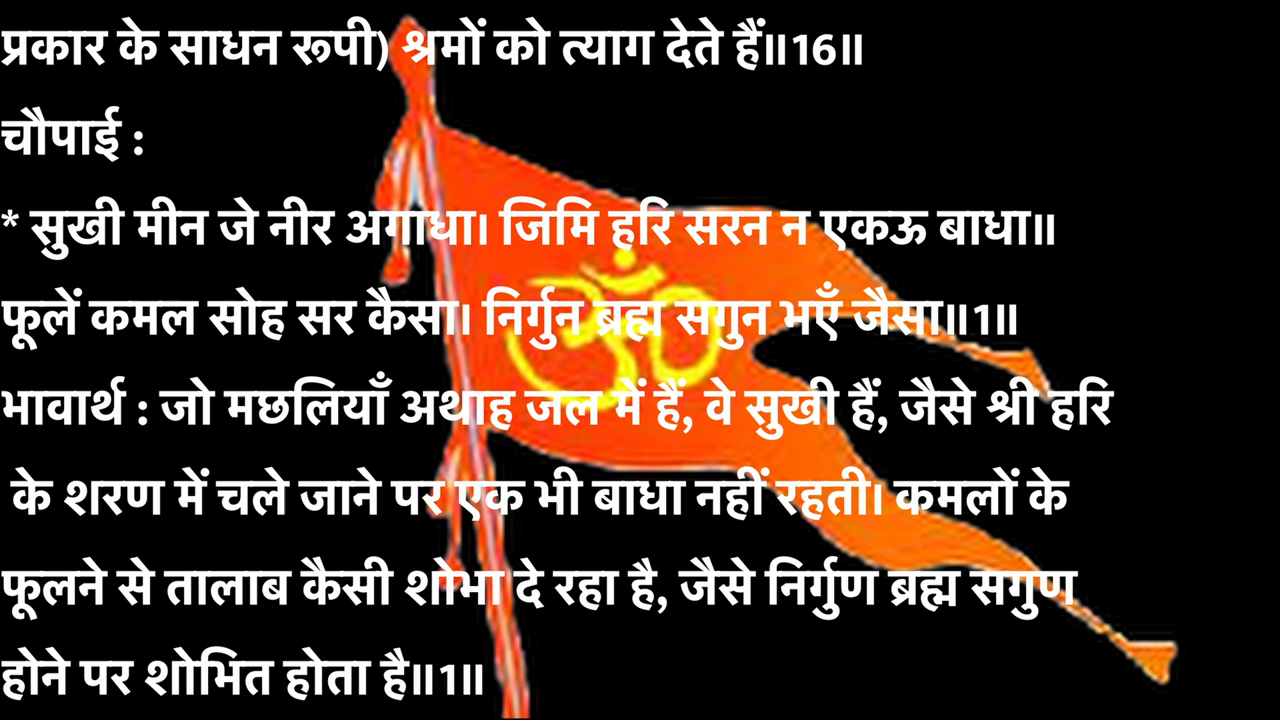 प्रकार के साधन रूपी) श्रमों को त्याग देते हैं॥16॥
चौपाई :
* सुखी मीन जे नीर अगाधा। जिमि हरि सरन न एकऊ बाधा॥
फूलें कमल सोह सर कैसा। निर्गुन ब्रह्म सगुन भएँ जैसा॥1॥
भावार्थ : जो मछलियाँ अथाह जल में हैं, वे सुखी हैं, जैसे श्री हरि
के शरण में चले जाने पर एक भी बाधा नहीं रहती। कमलों के
फूलने से तालाब कैसी शोभा दे रहा है, जैसे निर्गुण ब्रह्म सगुण
होने पर शोभित होता है॥1॥
ॐ